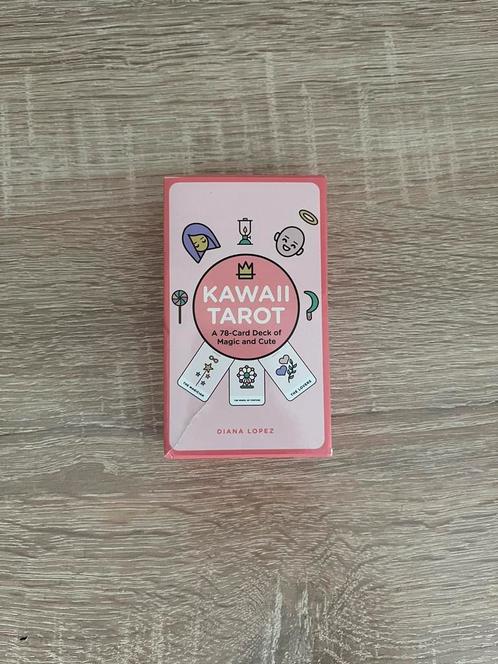 KAWAII
TAROT
A 78-Card Deck of
Magic and Cute
THE MAGICIAN
THE WHEEL OF FORTUNE
THE LOVERS
DIANA LOPEZ